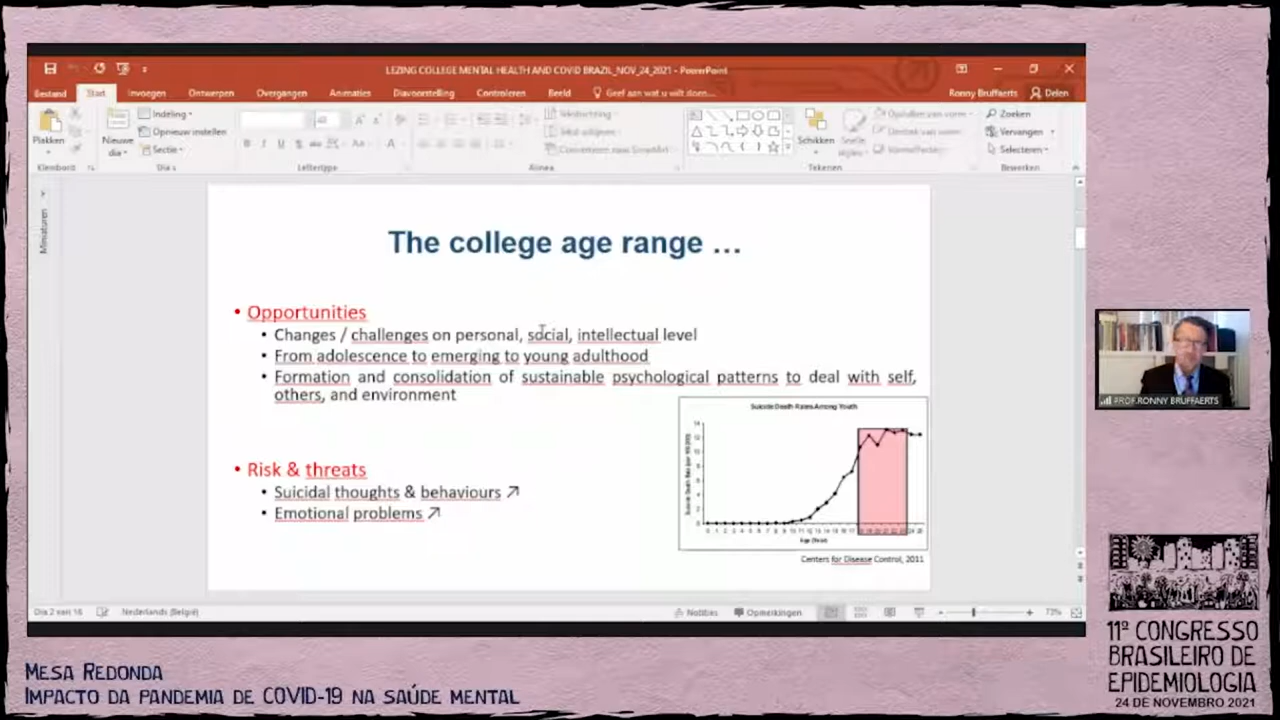 LEZING COLLEGE MENTAL HEALTH AND COVID BRAZIL_NOV_24_2021 - PowerPoint
Bestand Start Invoegen Ontwerpen Overgangen Animaties Diavoorstelling Controleren Beeld Geef aan wat u wilt doen... Ronny Bruffaerts Delen
Plakken
Nieuwe
dia
Indeling
Opnieuw instellen
Sectie
Schikken
Zoeken
Vervangen
Selecteren
Klembord Dia's Lettertype Alinea Tekenen Bewerken
Miniaturen
The college age range …
• Opportunities
• Changes / challenges on personal, social, intellectual level
• From adolescence to emerging to young adulthood
• Formation and consolidation of sustainable psychological patterns to deal with self,
others, and environment
• Risk & threats
• Suicidal thoughts & behaviours ↗
• Emotional problems ↗
Suicide Death Rates Among Youth
Age (Year)
Centers for Disease Control, 2011
Dia 2 van 16 Nederlands (België) Notities Opmerkingen 73%
PROF.RONNY BRUFFAERTS
11º CONGRESSO
BRASILEIRO DE
EPIDEMIOLOGIA
24 DE NOVEMBRO 2021
MESA REDONDA
IMPACTO DA PANDEMIA DE COVID-19 NA SAÚDE MENTAL